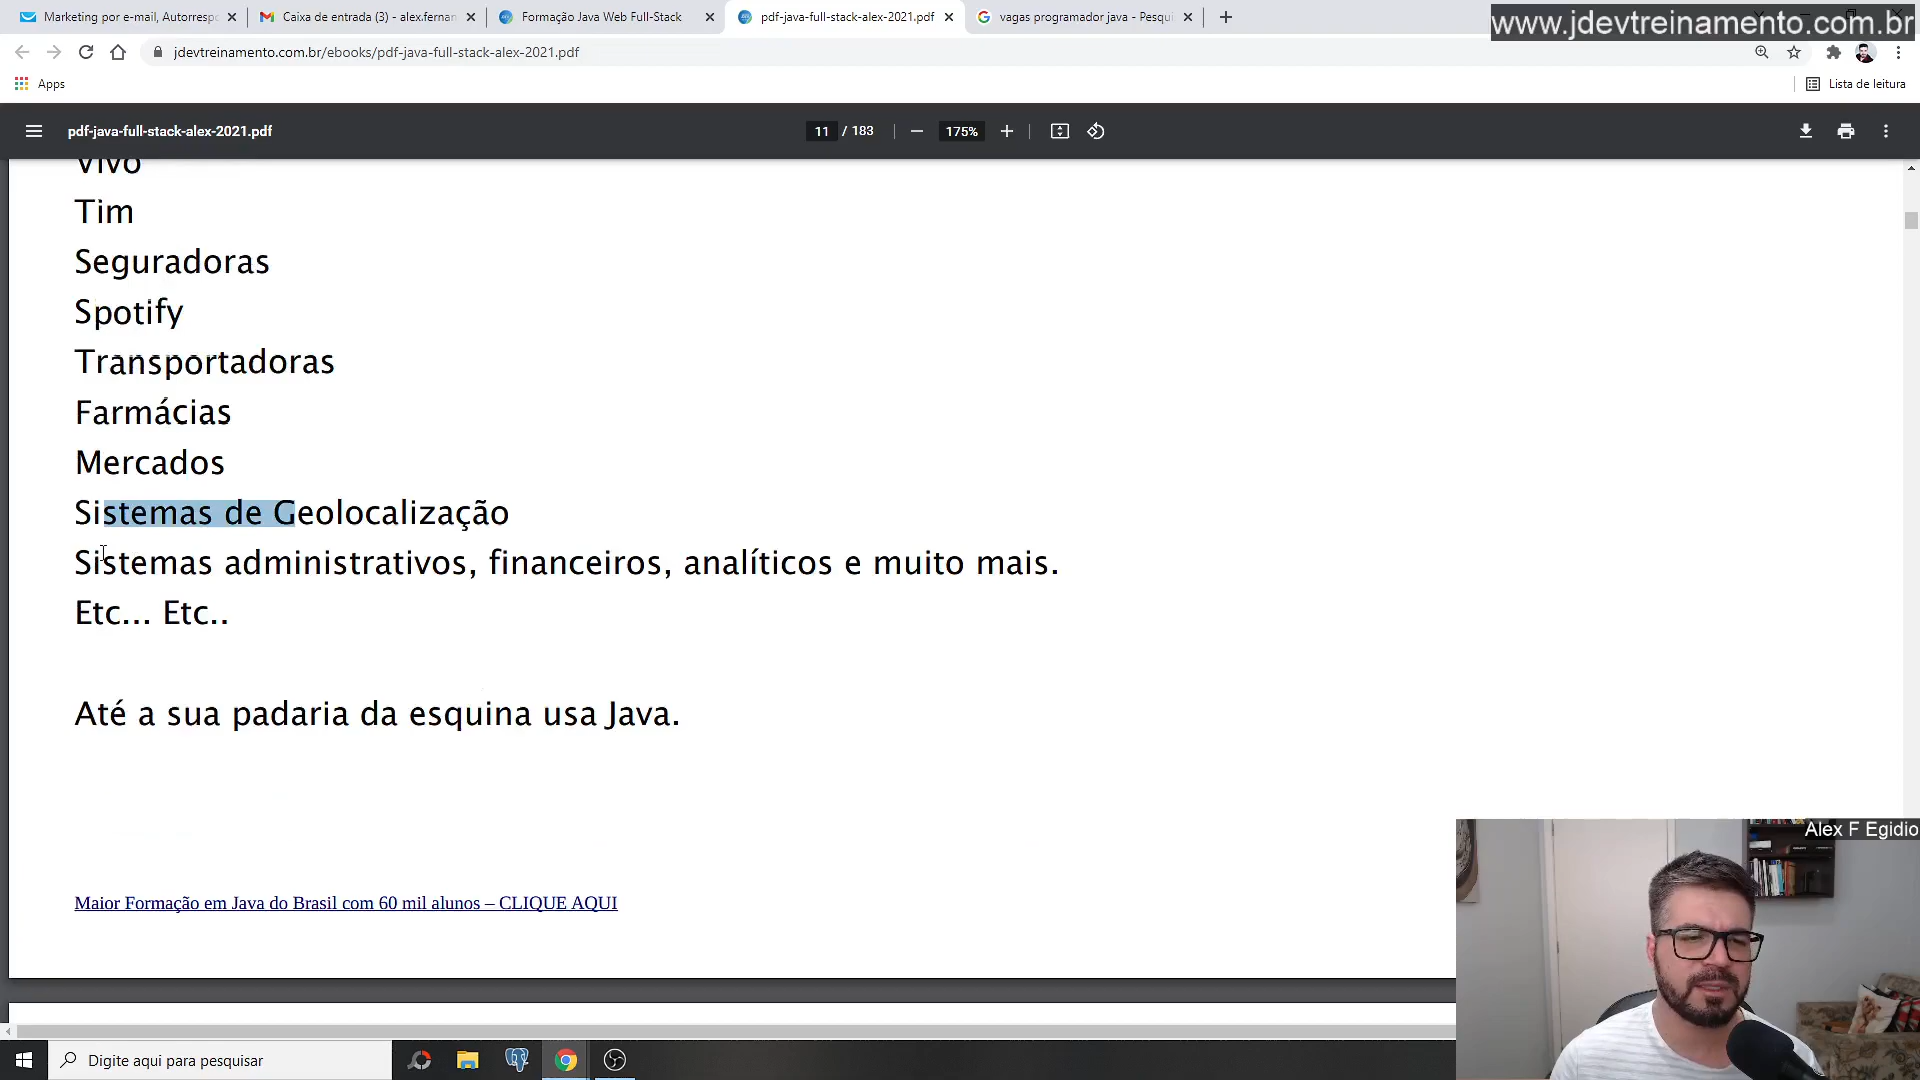 Marketing por e-mail, Autorrespo
Caixa de entrada (3) - alex.fernan
Formação Java Web Full-Stack
pdf-java-full-stack-alex-2021.pdf
vagas programador java - Pesqui
www.jdevtreinamento.com.br
jdevtreinamento.com.br/ebooks/pdf-java-full-stack-alex-2021.pdf
Apps
Lista de leitura
pdf-java-full-stack-alex-2021.pdf
11 / 183
175%
Vivo
Tim
Seguradoras
Spotify
Transportadoras
Farmácias
Mercados
Sistemas de Geolocalização
Sistemas administrativos, financeiros, analíticos e muito mais.
Etc... Etc..
Até a sua padaria da esquina usa Java.
Maior Formação em Java do Brasil com 60 mil alunos – CLIQUE AQUI
Alex F Egidio
Digite aqui para pesquisar